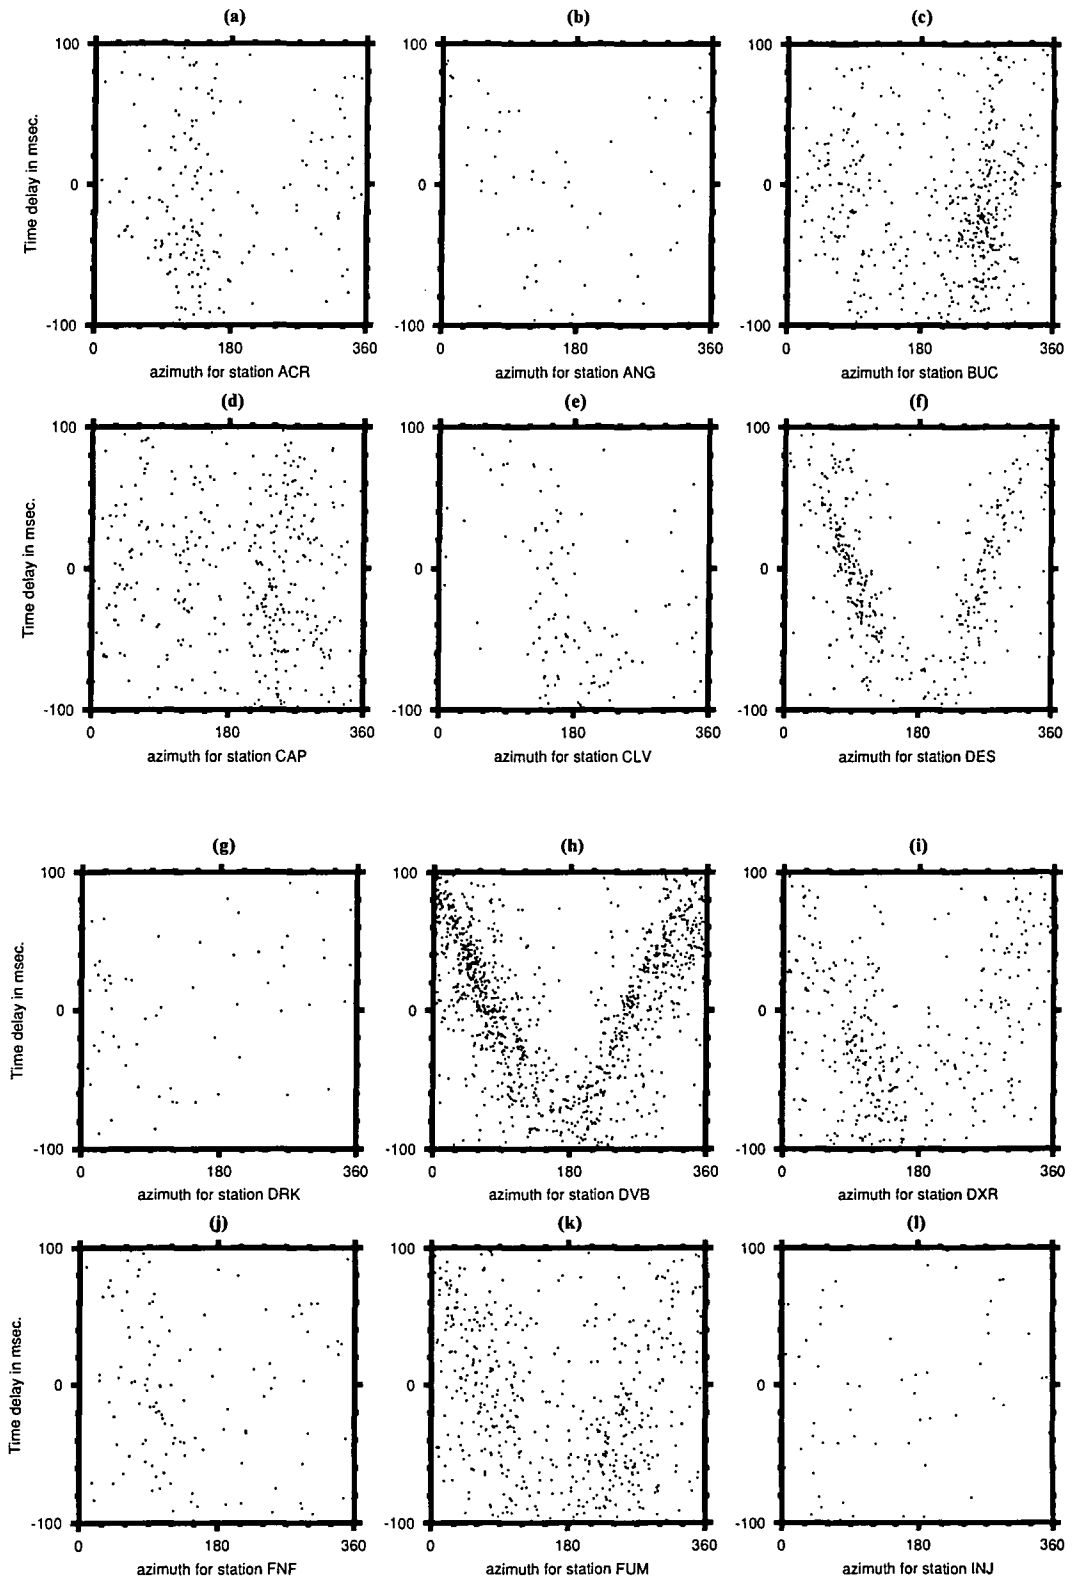 (a) (b) (c)
100 100 100
Time delay in msec.
0 0 0
-100 -100 -100
0 180 360 0 180 360 0 180 360
azimuth for station ACR azimuth for station ANG azimuth for station BUC
(d) (e) (f)
100 100 100
Time delay in msec.
0 0 0
-100 -100 -100
0 180 360 0 180 360 0 180 360
azimuth for station CAP azimuth for station CLV azimuth for station DES
(g) (h) (i)
100 100 100
Time delay in msec.
0 0 0
-100 -100 -100
0 180 360 0 180 360 0 180 360
azimuth for station DRK azimuth for station DVB azimuth for station DXR
(j) (k) (l)
100 100 100
Time delay in msec.
0 0 0
-100 -100 -100
0 180 360 0 180 360 0 180 360
azimuth for station FNF azimuth for station FUM azimuth for station INJ